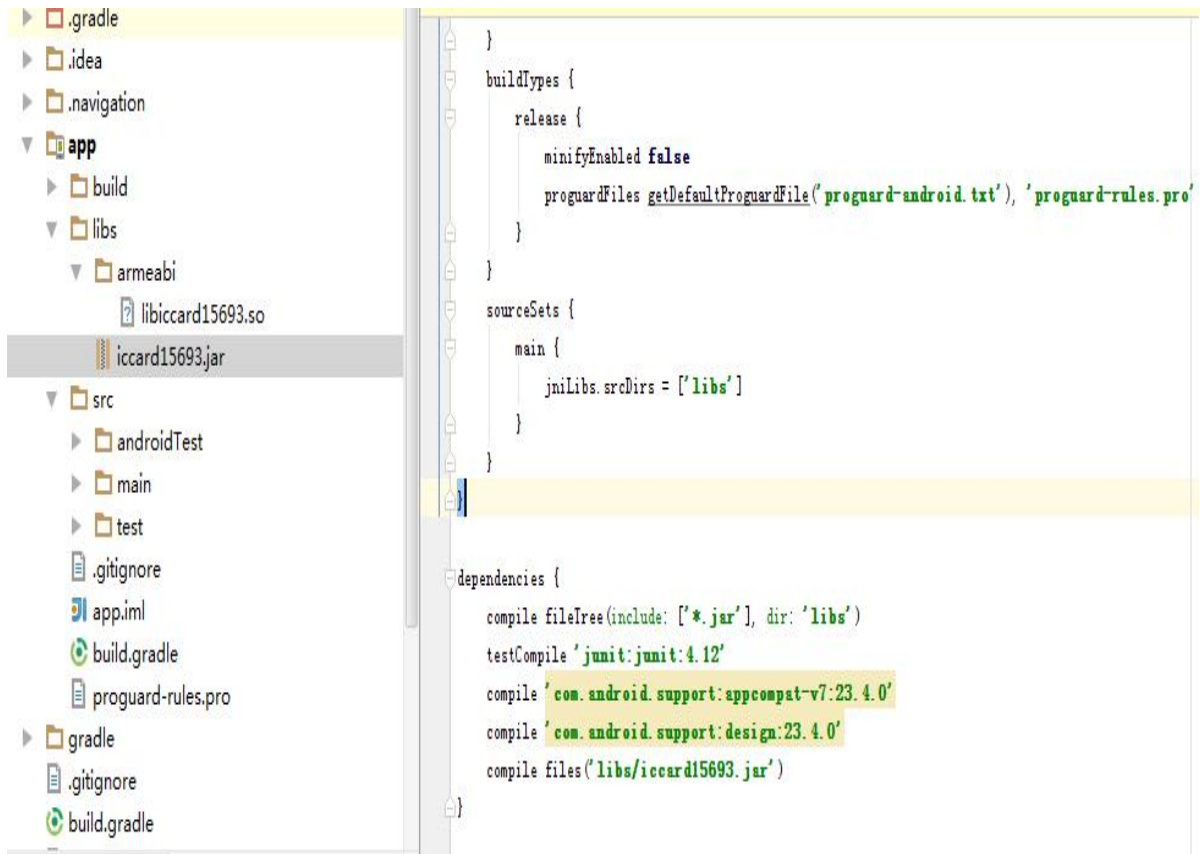 .gradle
.idea
.navigation
app
build
libs
armeabi
libiccard15693.so
iccard15693.jar
src
androidTest
main
test
.gitignore
app.iml
build.gradle
proguard-rules.pro
gradle
.gitignore
build.gradle
}
buildTypes {
release {
minifyEnabled false
proguardFiles getDefaultProguardFile('proguard-android.txt'), 'proguard-rules.pro'
}
}
sourceSets {
main {
jniLibs.srcDirs = ['libs']
}
}
}
dependencies {
compile fileTree(include: ['*.jar'], dir: 'libs')
testCompile 'junit:junit:4.12'
compile 'com.android.support:appcompat-v7:23.4.0'
compile 'com.android.support:design:23.4.0'
compile files('libs/iccard15693.jar')
}